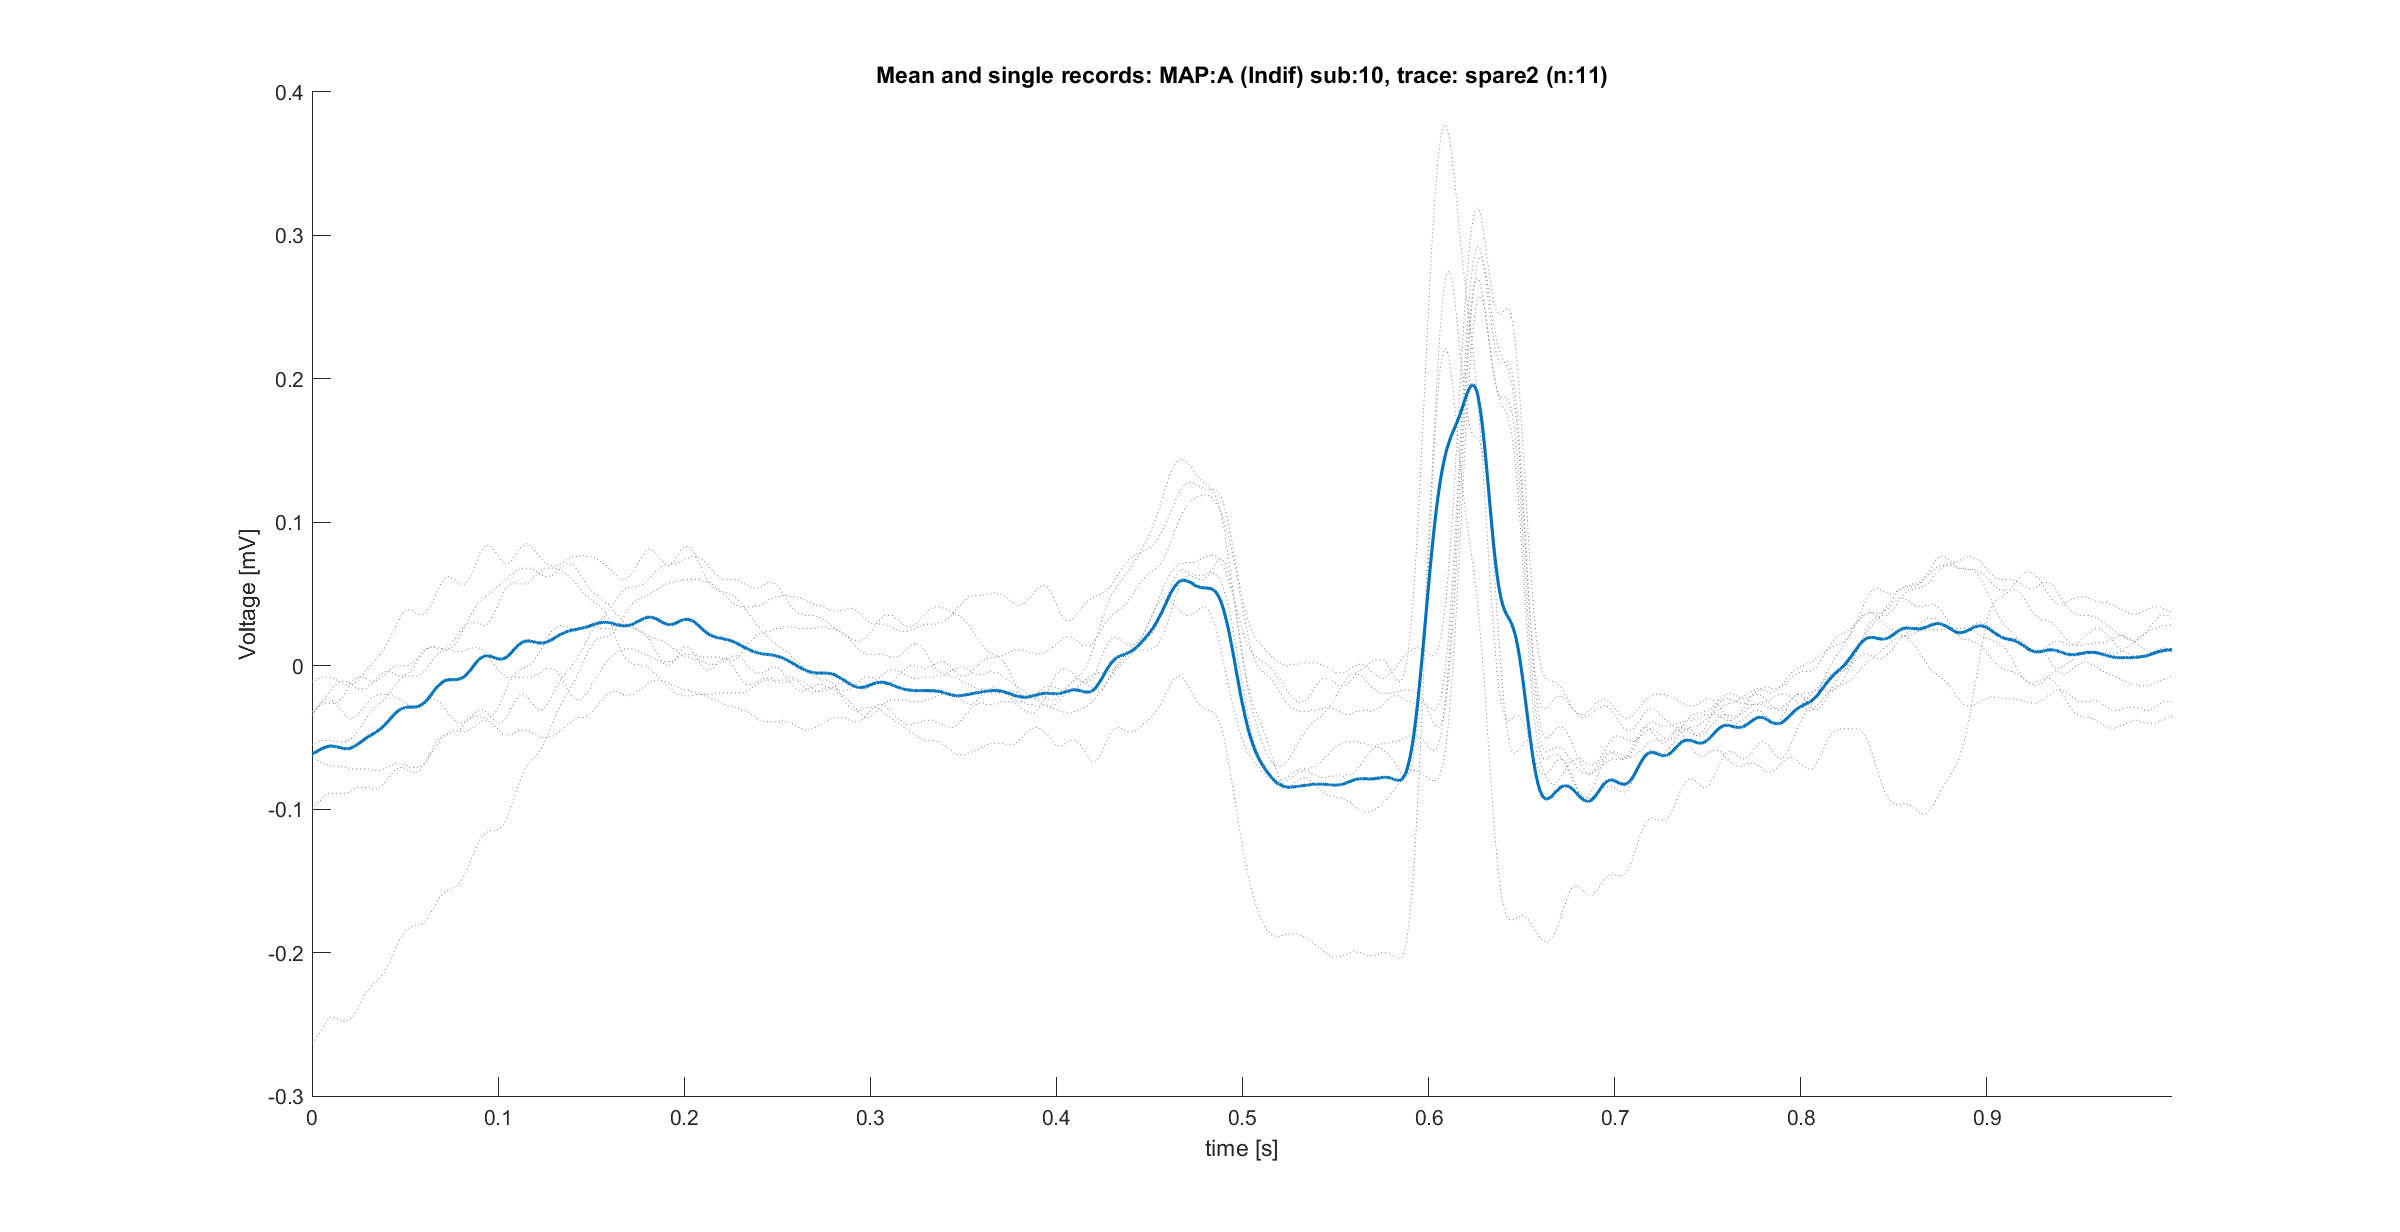 Mean and single records: MAP:A (Indif) sub:10, trace: spare2 (n:11)
0.4
0.3
0.2
0.1
0
-0.1
-0.2
-0.3
Voltage [mV]
0 0.1 0.2 0.3 0.4 0.5 0.6 0.7 0.8 0.9
time [s]